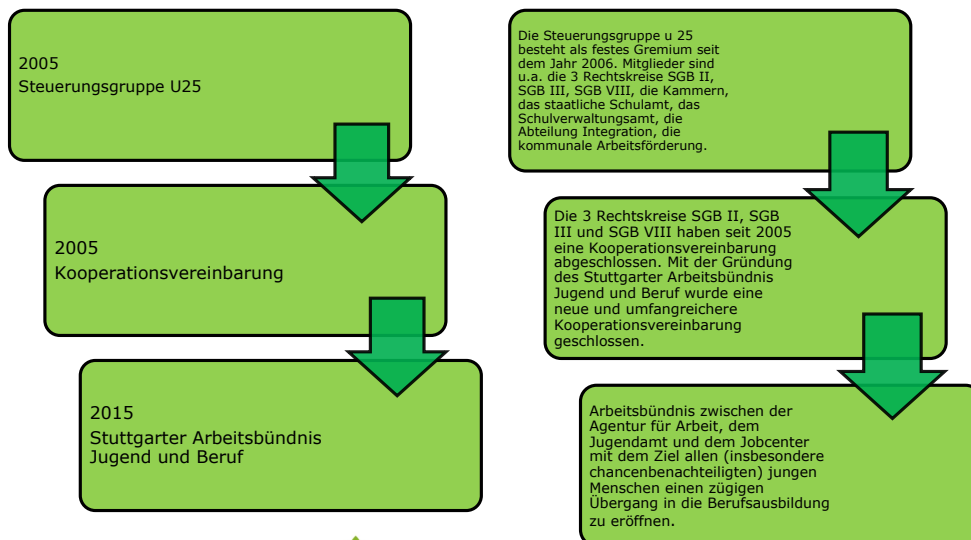 2005
Steuerungsgruppe U25
2005
Kooperationsvereinbarung
2015
Stuttgarter Arbeitsbündnis
Jugend und Beruf
Die Steuerungsgruppe u 25
besteht als festes Gremium seit
dem Jahr 2006. Mitglieder sind
u.a. die 3 Rechtskreise SGB II,
SGB III, SGB VIII, die Kammern,
das staatliche Schulamt, das
Schulverwaltungsamt, die
Abteilung Integration, die
kommunale Arbeitsförderung.
Die 3 Rechtskreise SGB II, SGB
III und SGB VIII haben seit 2005
eine Kooperationsvereinbarung
abgeschlossen. Mit der Gründung
des Stuttgarter Arbeitsbündnis
Jugend und Beruf wurde eine
neue und umfangreichere
Kooperationsvereinbarung
geschlossen.
Arbeitsbündnis zwischen der
Agentur für Arbeit, dem
Jugendamt und dem Jobcenter
mit dem Ziel allen (insbesondere
chancenbenachteiligten) jungen
Menschen einen zügigen
Übergang in die Berufsausbildung
zu eröffnen.